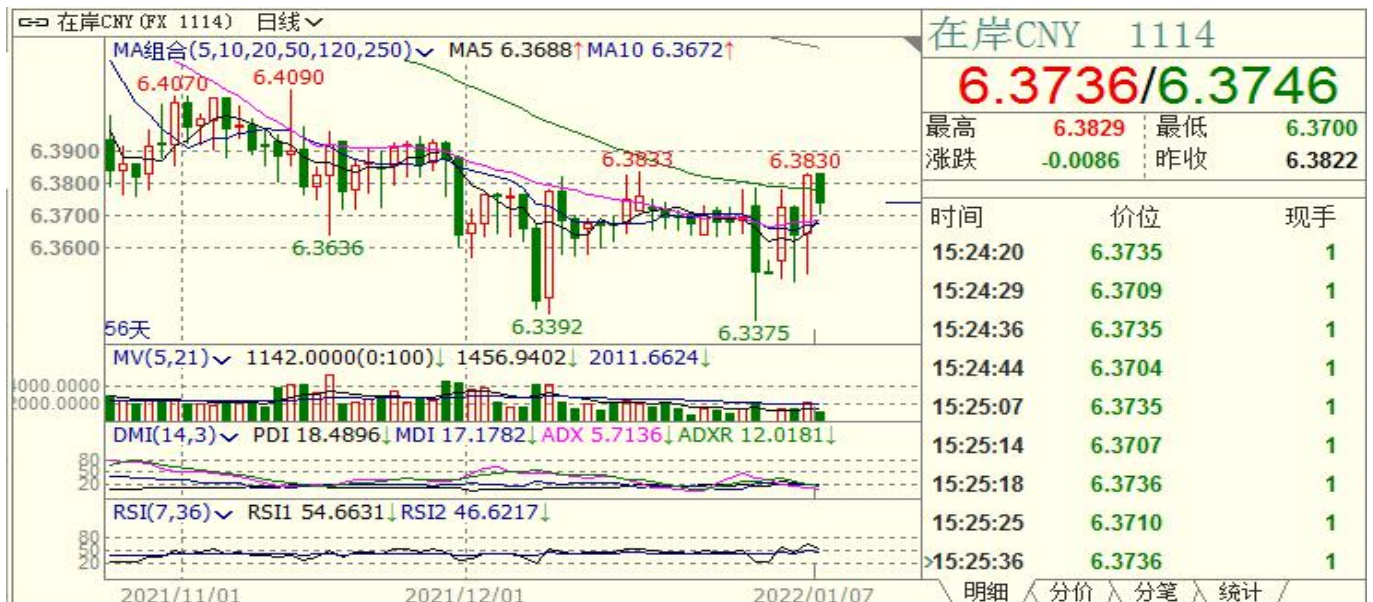 在岸CNY(FX 1114) 日线
MA组合(5,10,20,50,120,250) MA5 6.3688↑MA10 6.3672↑
6.4070 6.4090
6.3900
6.3833 6.3830
6.3800
6.3700
6.3600 6.3636
56天 6.3392 6.3375
MV(5,21) 1142.0000(0:100)↓ 1456.9402↓ 2011.6624↓
4000.0000
2000.0000
DMI(14,3) PDI 18.4896↓MDI 17.1782↓ADX 5.7136↓ADXR 12.0181↓
80
50
20
RSI(7,36) RSI1 54.6631↓RSI2 46.6217↓
80
50
20
2021/11/01 2021/12/01 2022/01/07
在岸CNY 1114
6.3736/6.3746
最高 6.3829 最低 6.3700
涨跌 -0.0086 昨收 6.3822
时间 价位 现手
15:24:20 6.3735 1
15:24:29 6.3709 1
15:24:36 6.3735 1
15:24:44 6.3704 1
15:25:07 6.3735 1
15:25:14 6.3707 1
15:25:18 6.3736 1
15:25:25 6.3710 1
>15:25:36 6.3736 1
明细 分价 分笔 统计